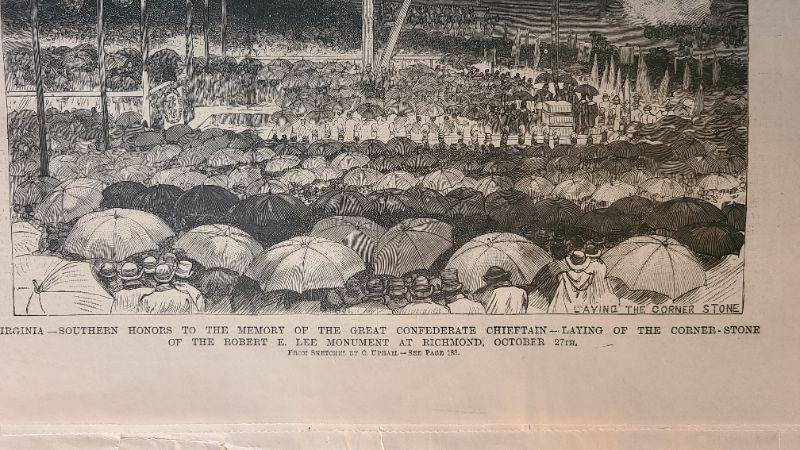 LAYING THE CORNER STONE
VIRGINIA.—SOUTHERN HONORS TO THE MEMORY OF THE GREAT CONFEDERATE CHIEFTAIN—LAYING OF THE CORNER-STONE
OF THE ROBERT E. LEE MONUMENT AT RICHMOND, OCTOBER 27TH.
FROM SKETCHES BY C. UPHAM.—SEE PAGE